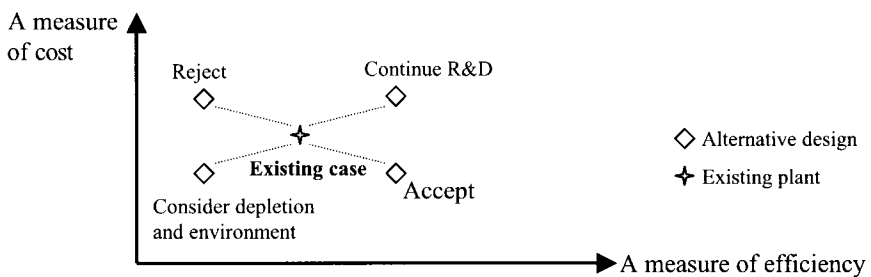 A measure
of cost
Reject
Continue R&D
Alternative design
Existing case
Existing plant
Accept
Consider depletion
and environment
A measure of efficiency